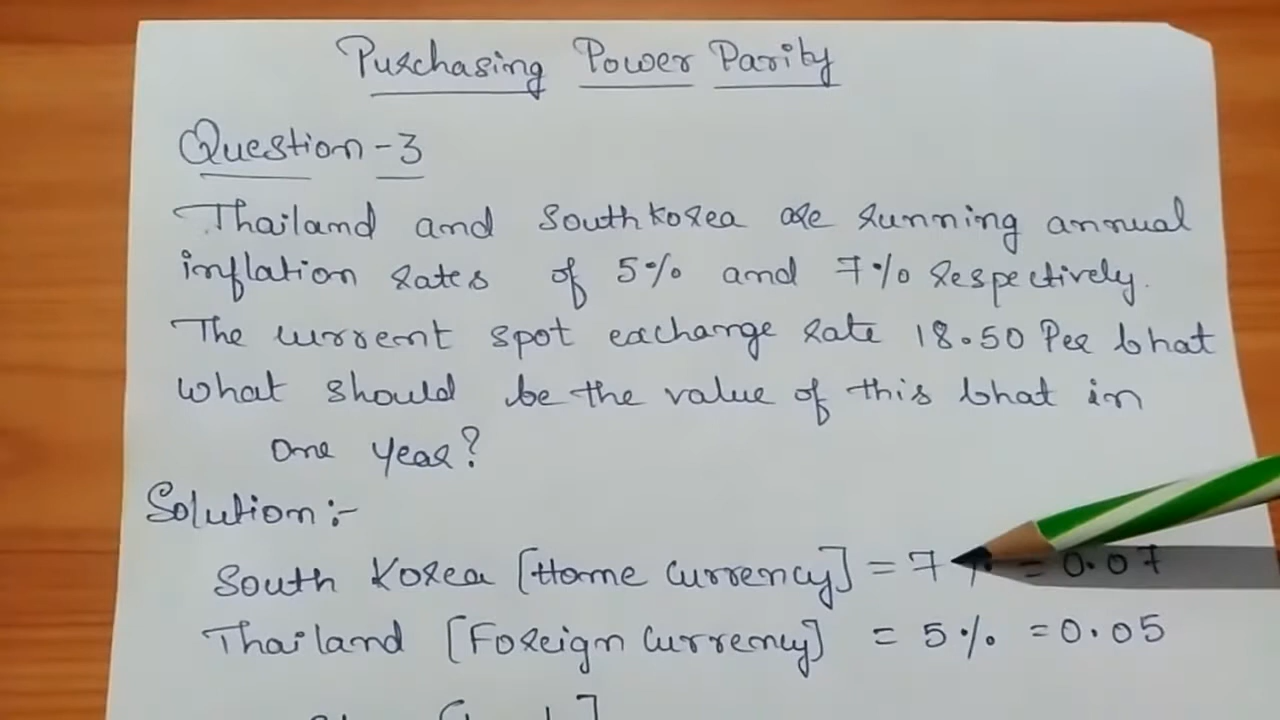 Purchasing Power Parity
Question-3
Thailand and South Korea are running annual
inflation rates of 5% and 7% respectively.
The current spot exchange rate 18.50 Per bhat
what should be the value of this bhat in
one year?
Solution:-
South Korea [Home Currency] = 7% = 0.07
Thailand [Foreign Currency] = 5% = 0.05